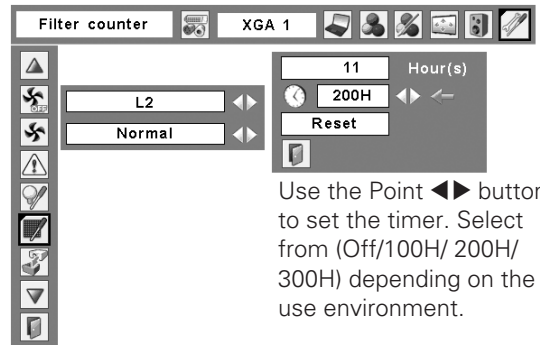 Filter counter XGA 1
11 Hour(s)
OFF
L2 200H
Normal Reset
Use the Point ◀▶ button
to set the timer. Select
from (Off/100H/ 200H/
300H) depending on the
use environment.